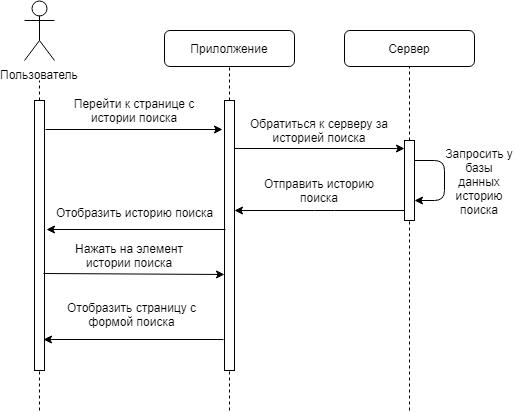 Прилолжение
Сервер
Пользователь
Перейти к странице с
истории поиска
Обратиться к серверу за
историей поиска
Запросить у
базы
данных
историю
поиска
Отправить историю
поиска
Отобразить историю поиска
Нажать на элемент
истории поиска
Отобразить страницу с
формой поиска